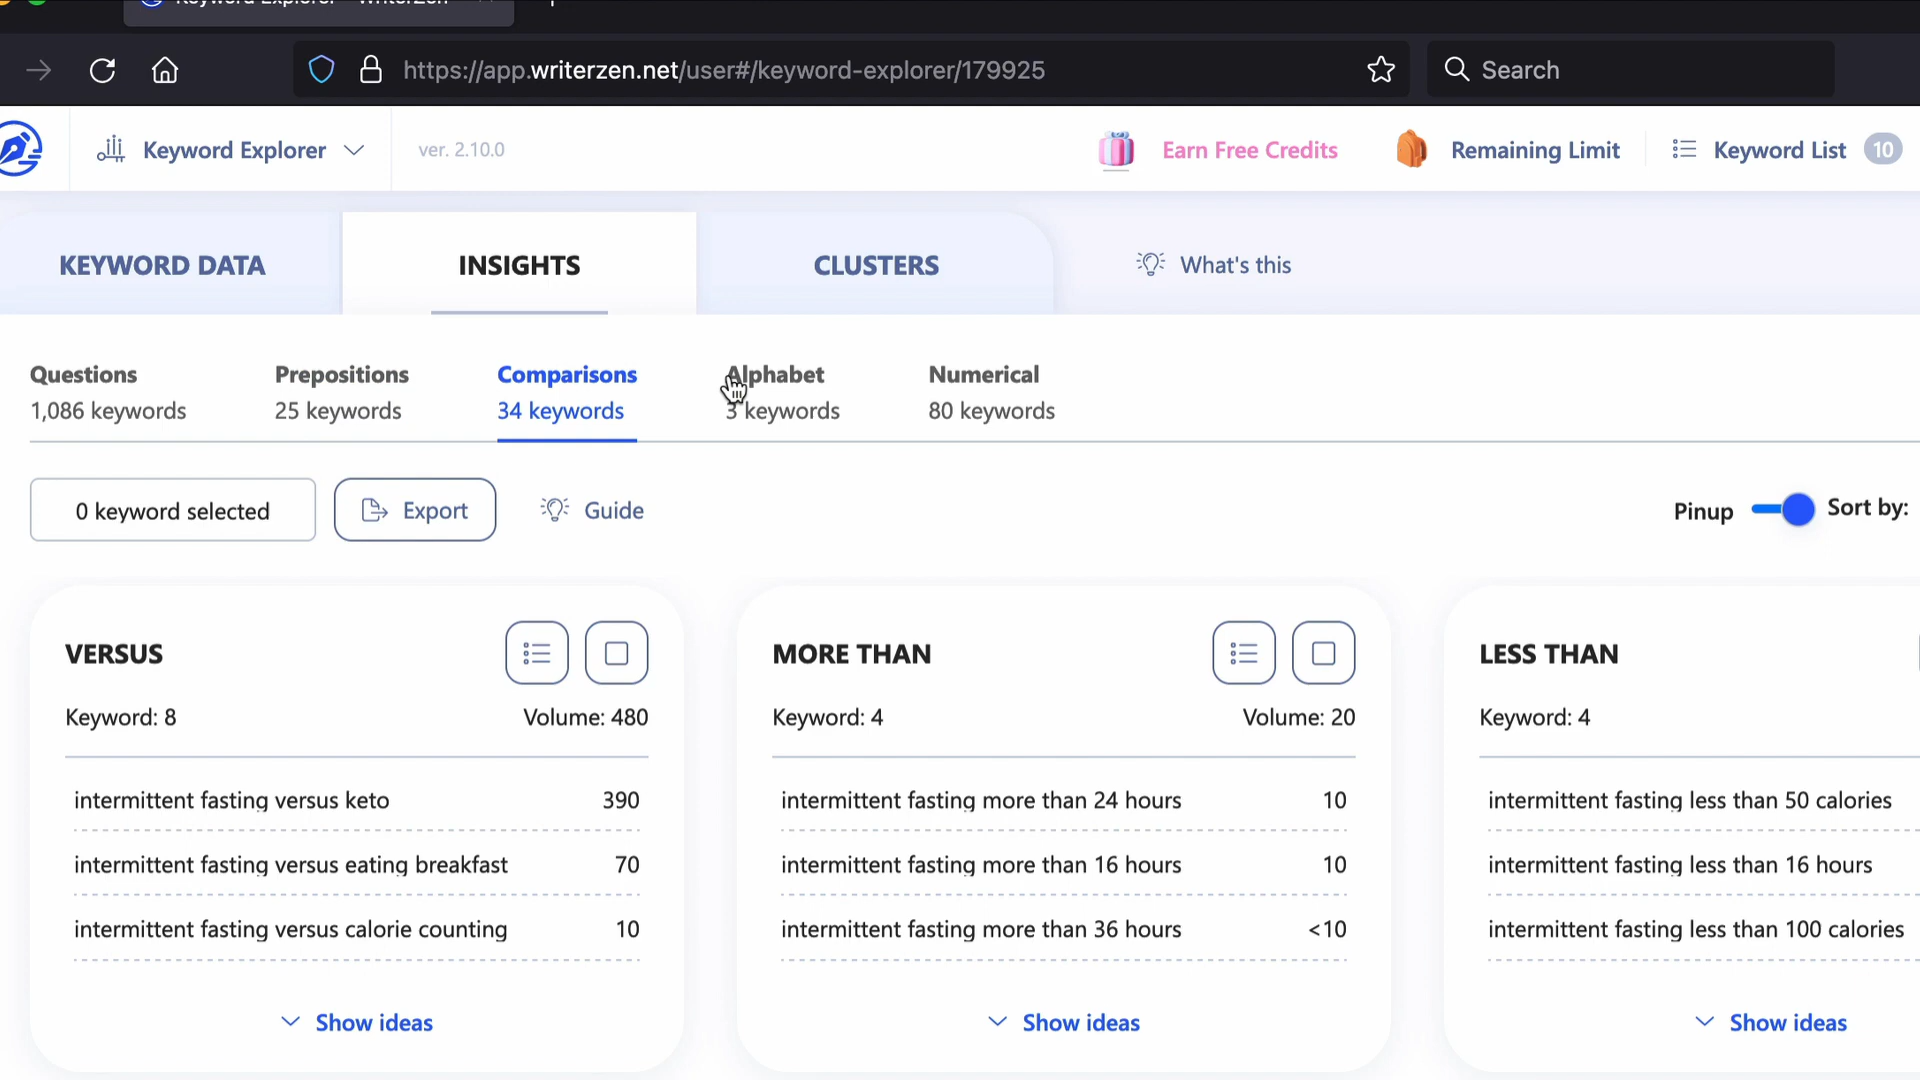 Keyword Explorer - WriterZen
https://app.writerzen.net/user#/keyword-explorer/179925
Search
Keyword Explorer
ver. 2.10.0
Earn Free Credits
Remaining Limit
Keyword List 10
KEYWORD DATA
INSIGHTS
CLUSTERS
What's this
Questions
1,086 keywords
Prepositions
25 keywords
Comparisons
34 keywords
Alphabet
3 keywords
Numerical
80 keywords
0 keyword selected
Export
Guide
Pinup
Sort by:
VERSUS
Keyword: 8 Volume: 480
intermittent fasting versus keto 390
intermittent fasting versus eating breakfast 70
intermittent fasting versus calorie counting 10
Show ideas
MORE THAN
Keyword: 4 Volume: 20
intermittent fasting more than 24 hours 10
intermittent fasting more than 16 hours 10
intermittent fasting more than 36 hours <10
Show ideas
LESS THAN
Keyword: 4
intermittent fasting less than 50 calories
intermittent fasting less than 16 hours
intermittent fasting less than 100 calories
Show ideas